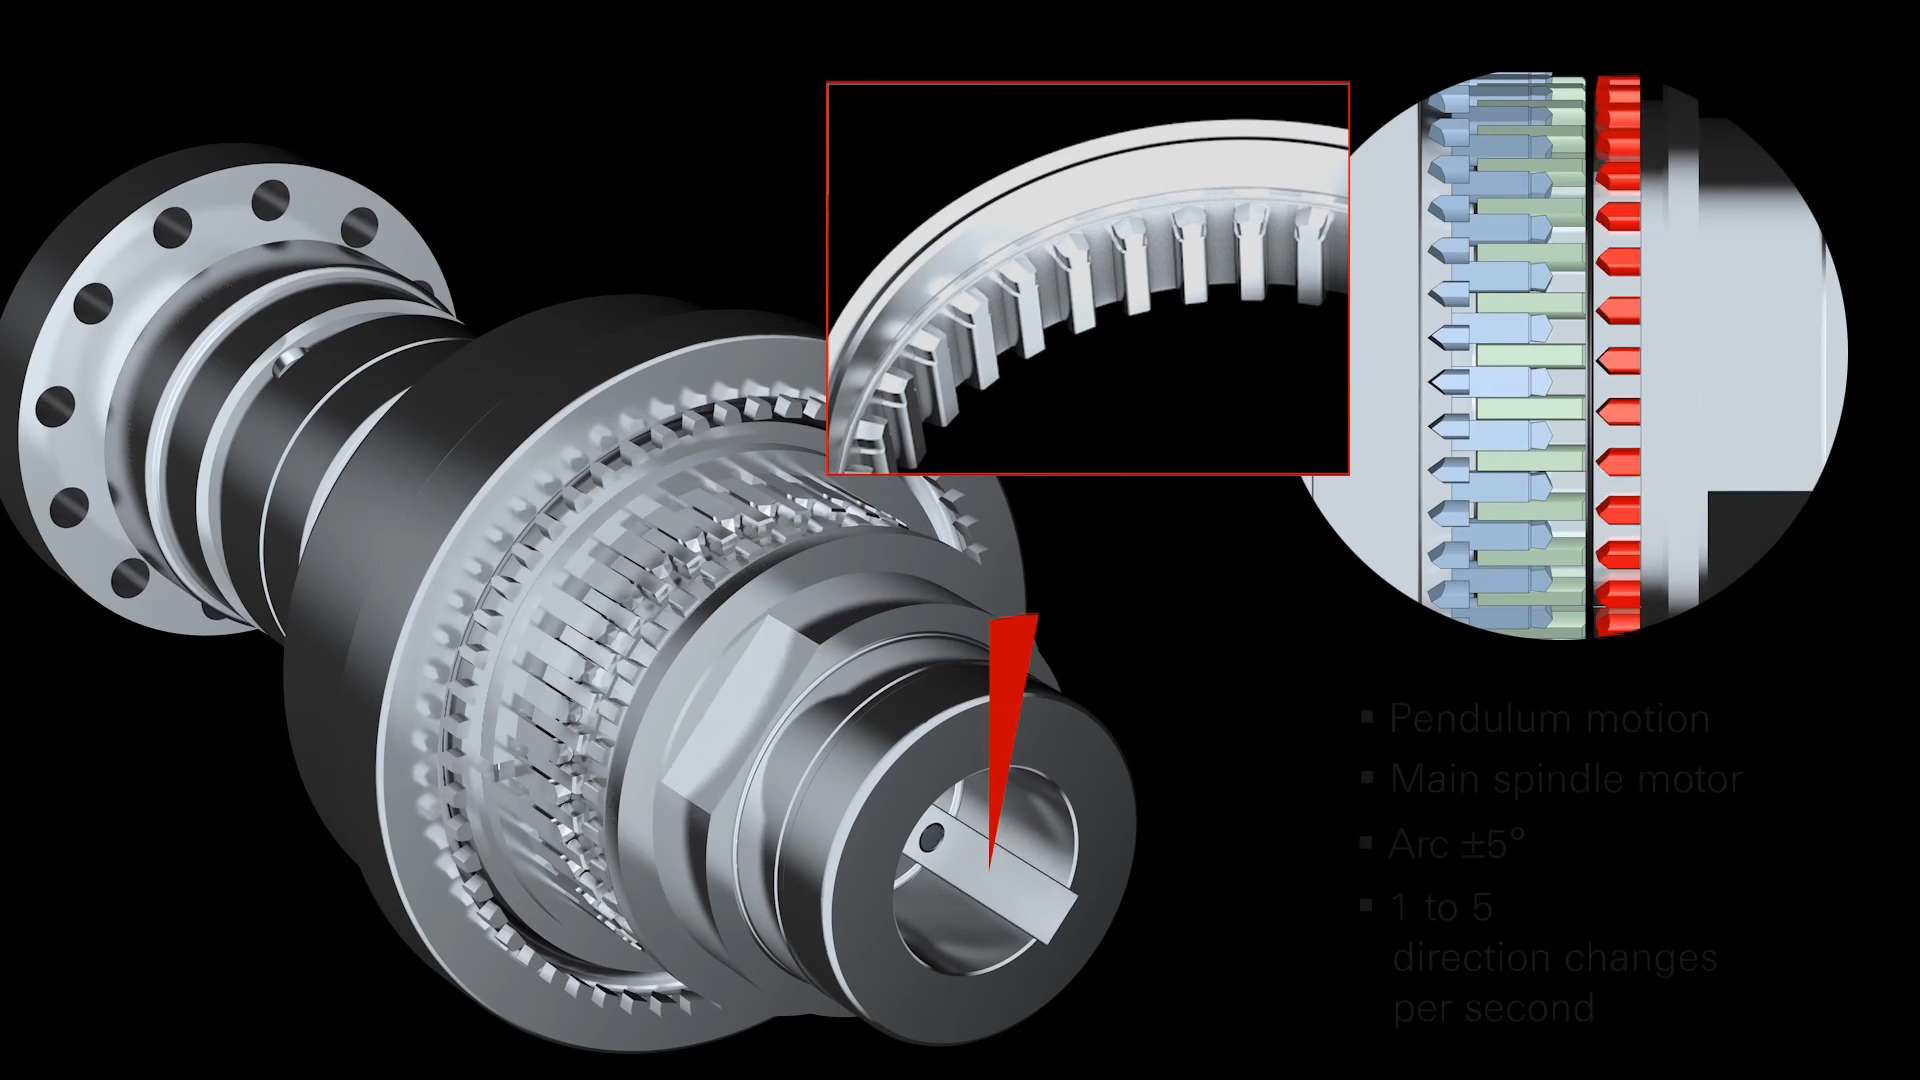 ▪ Pendulum motion
▪ Main spindle motor
▪ Arc ±5°
▪ 1 to 5
direction changes
per second